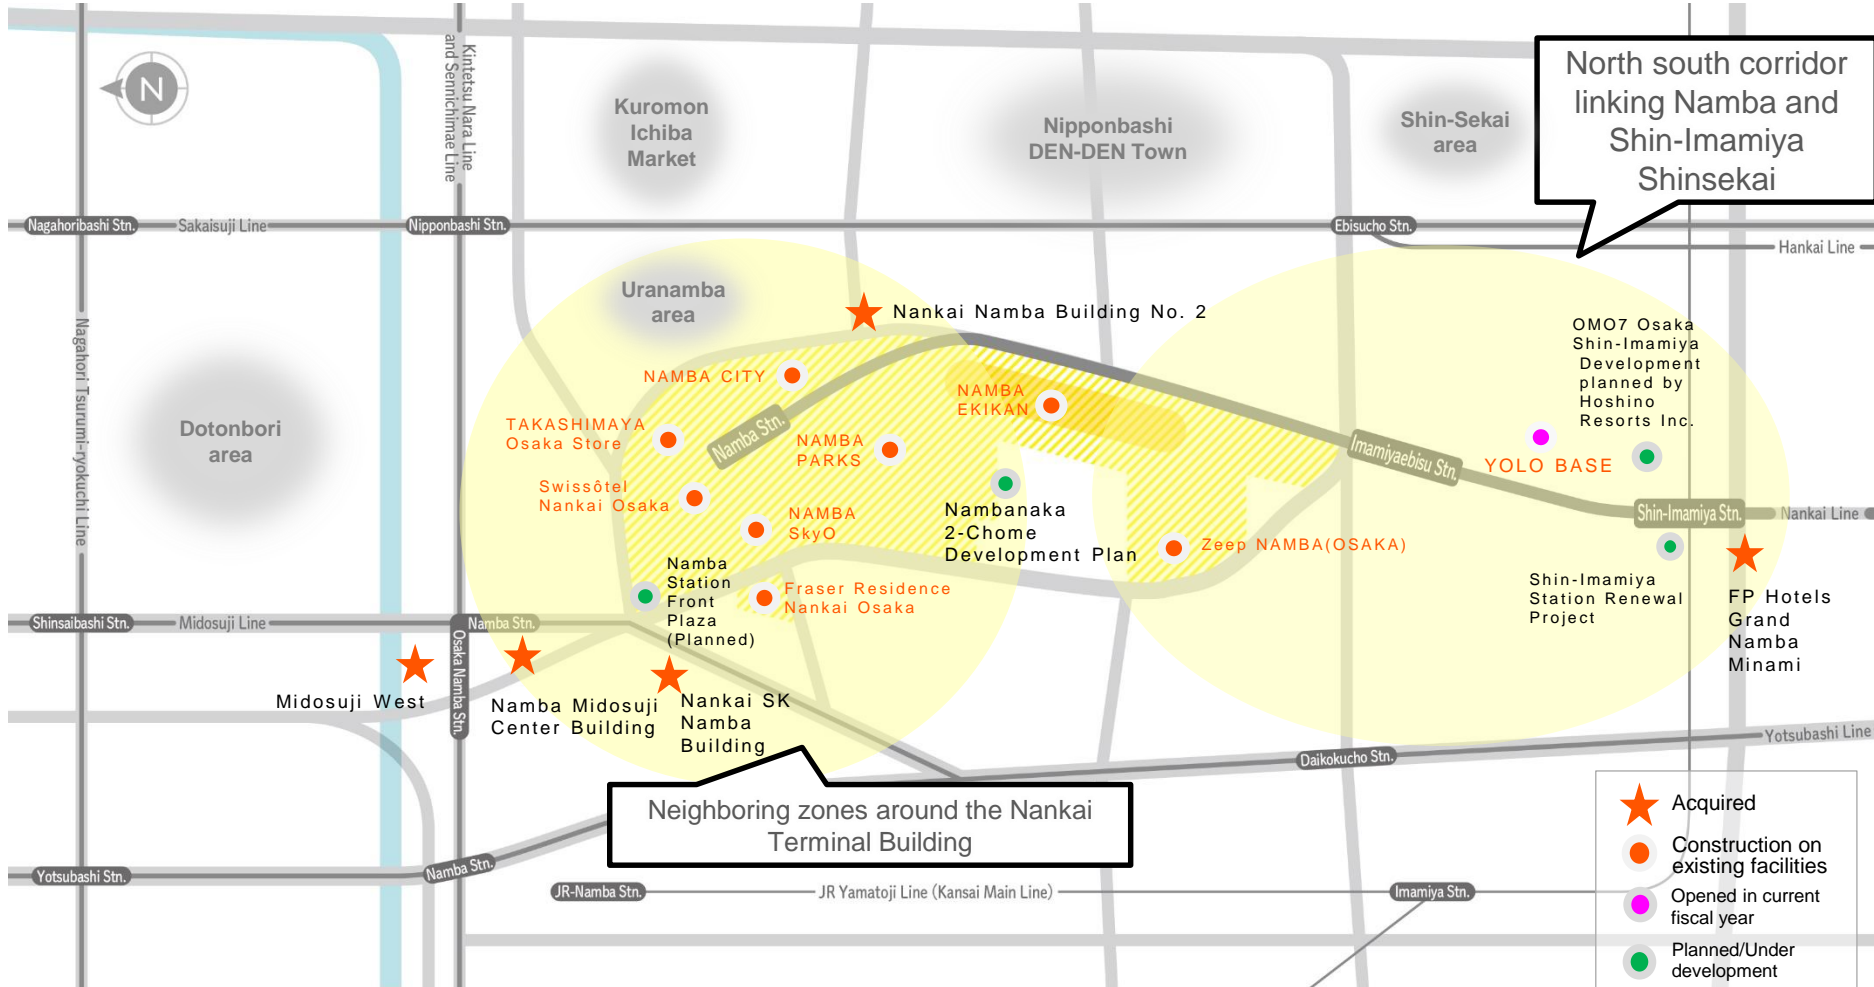 North south corridor
linking Namba and
Shin-Imamiya
Shinsekai
N
Kintetsu Nara Line
and Sennichimae Line
Kuromon
Ichiba
Market
Nipponbashi
DEN-DEN Town
Shin-Sekai
area
Nagahoribashi Stn.
Sakaisuji Line
Nipponbashi Stn.
Ebisucho Stn.
Hankai Line
Uranamba
area
Nankai Namba Building No. 2
OMO7 Osaka
Shin-Imamiya
Development
planned by
Hoshino
Resorts Inc.
Nagahori Tsurumi-ryokuchi Line
Dotonbori
area
NAMBA CITY
NAMBA
EKIKAN
TAKASHIMAYA
Osaka Store
Namba Stn.
NAMBA
PARKS
Imamiyaebisu Stn.
YOLO BASE
Swissôtel
Nankai Osaka
NAMBA
SkyO
Nambanaka
2-Chome
Development Plan
Zeep NAMBA(OSAKA)
Shin-Imamiya Stn.
Nankai Line
Namba
Station
Front
Plaza
(Planned)
Fraser Residence
Nankai Osaka
Shin-Imamiya
Station Renewal
Project
FP Hotels
Grand
Namba
Minami
Shinsaibashi Stn.
Midosuji Line
Namba Stn.
Osaka Namba Stn.
Midosuji West
Namba Midosuji
Center Building
Nankai SK
Namba
Building
Yotsubashi Line
Daikokucho Stn.
Neighboring zones around the Nankai
Terminal Building
Yotsubashi Stn.
Namba Stn.
JR-Namba Stn.
JR Yamatoji Line (Kansai Main Line)
Imamiya Stn.
Acquired
Construction on
existing facilities
Opened in current
fiscal year
Planned/Under
development